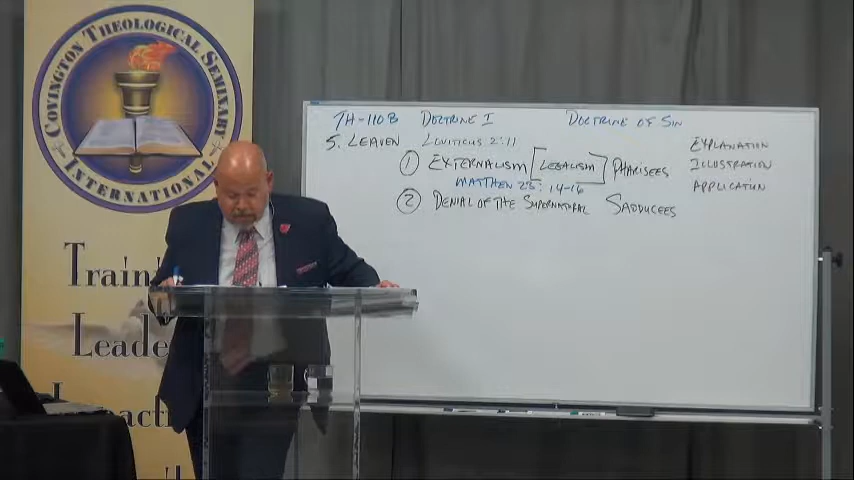 COVINGTON THEOLOGICAL SEMINARY
INTERNATIONAL
Train
Leade
TH-110B DOCTRINE I DOCTRINE OF SIN
5. LEAVEN LEVITICUS 2:11
① EXTERNALISM [LEGALISM] PHARISEES
MATTHEW 23: 14-16
② DENIAL OF THE SUPERNATURAL SADUCEES
EXPLANATION
ILLUSTRATION
APPLICATION